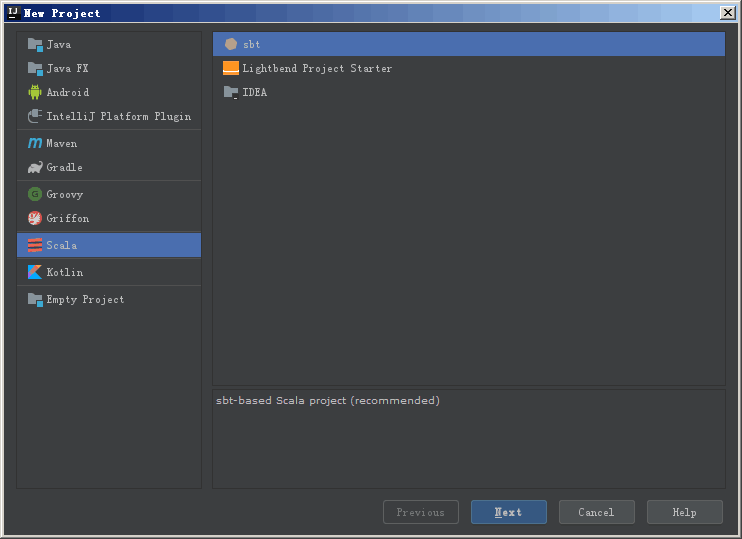 New Project
Java
Java FX
Android
IntelliJ Platform Plugin
Maven
Gradle
Groovy
Griffon
Scala
Kotlin
Empty Project
sbt
Lightbend Project Starter
IDEA
sbt-based Scala project (recommended)
Previous
Next
Cancel
Help